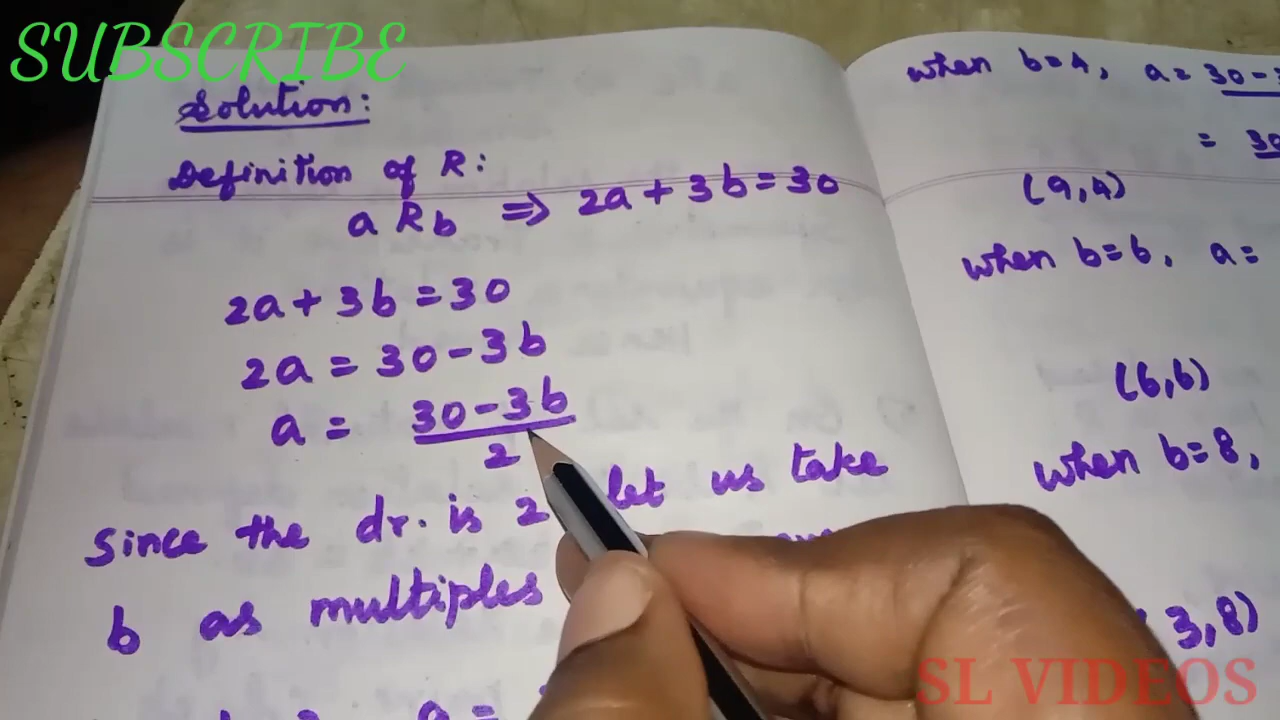 SUBSCRIBE
Solution:
Definition of R:
a R b ⇒ 2a + 3b = 30
2a + 3b = 30
2a = 30 - 3b
a = 30 - 3b
2
since the dr. is 2 let us take
b as multiples
a =
when b=4, a = 30 -
= 30
(9,4)
when b=6, a =
(6,6)
when b=8,
3,8)
SL VIDEOS